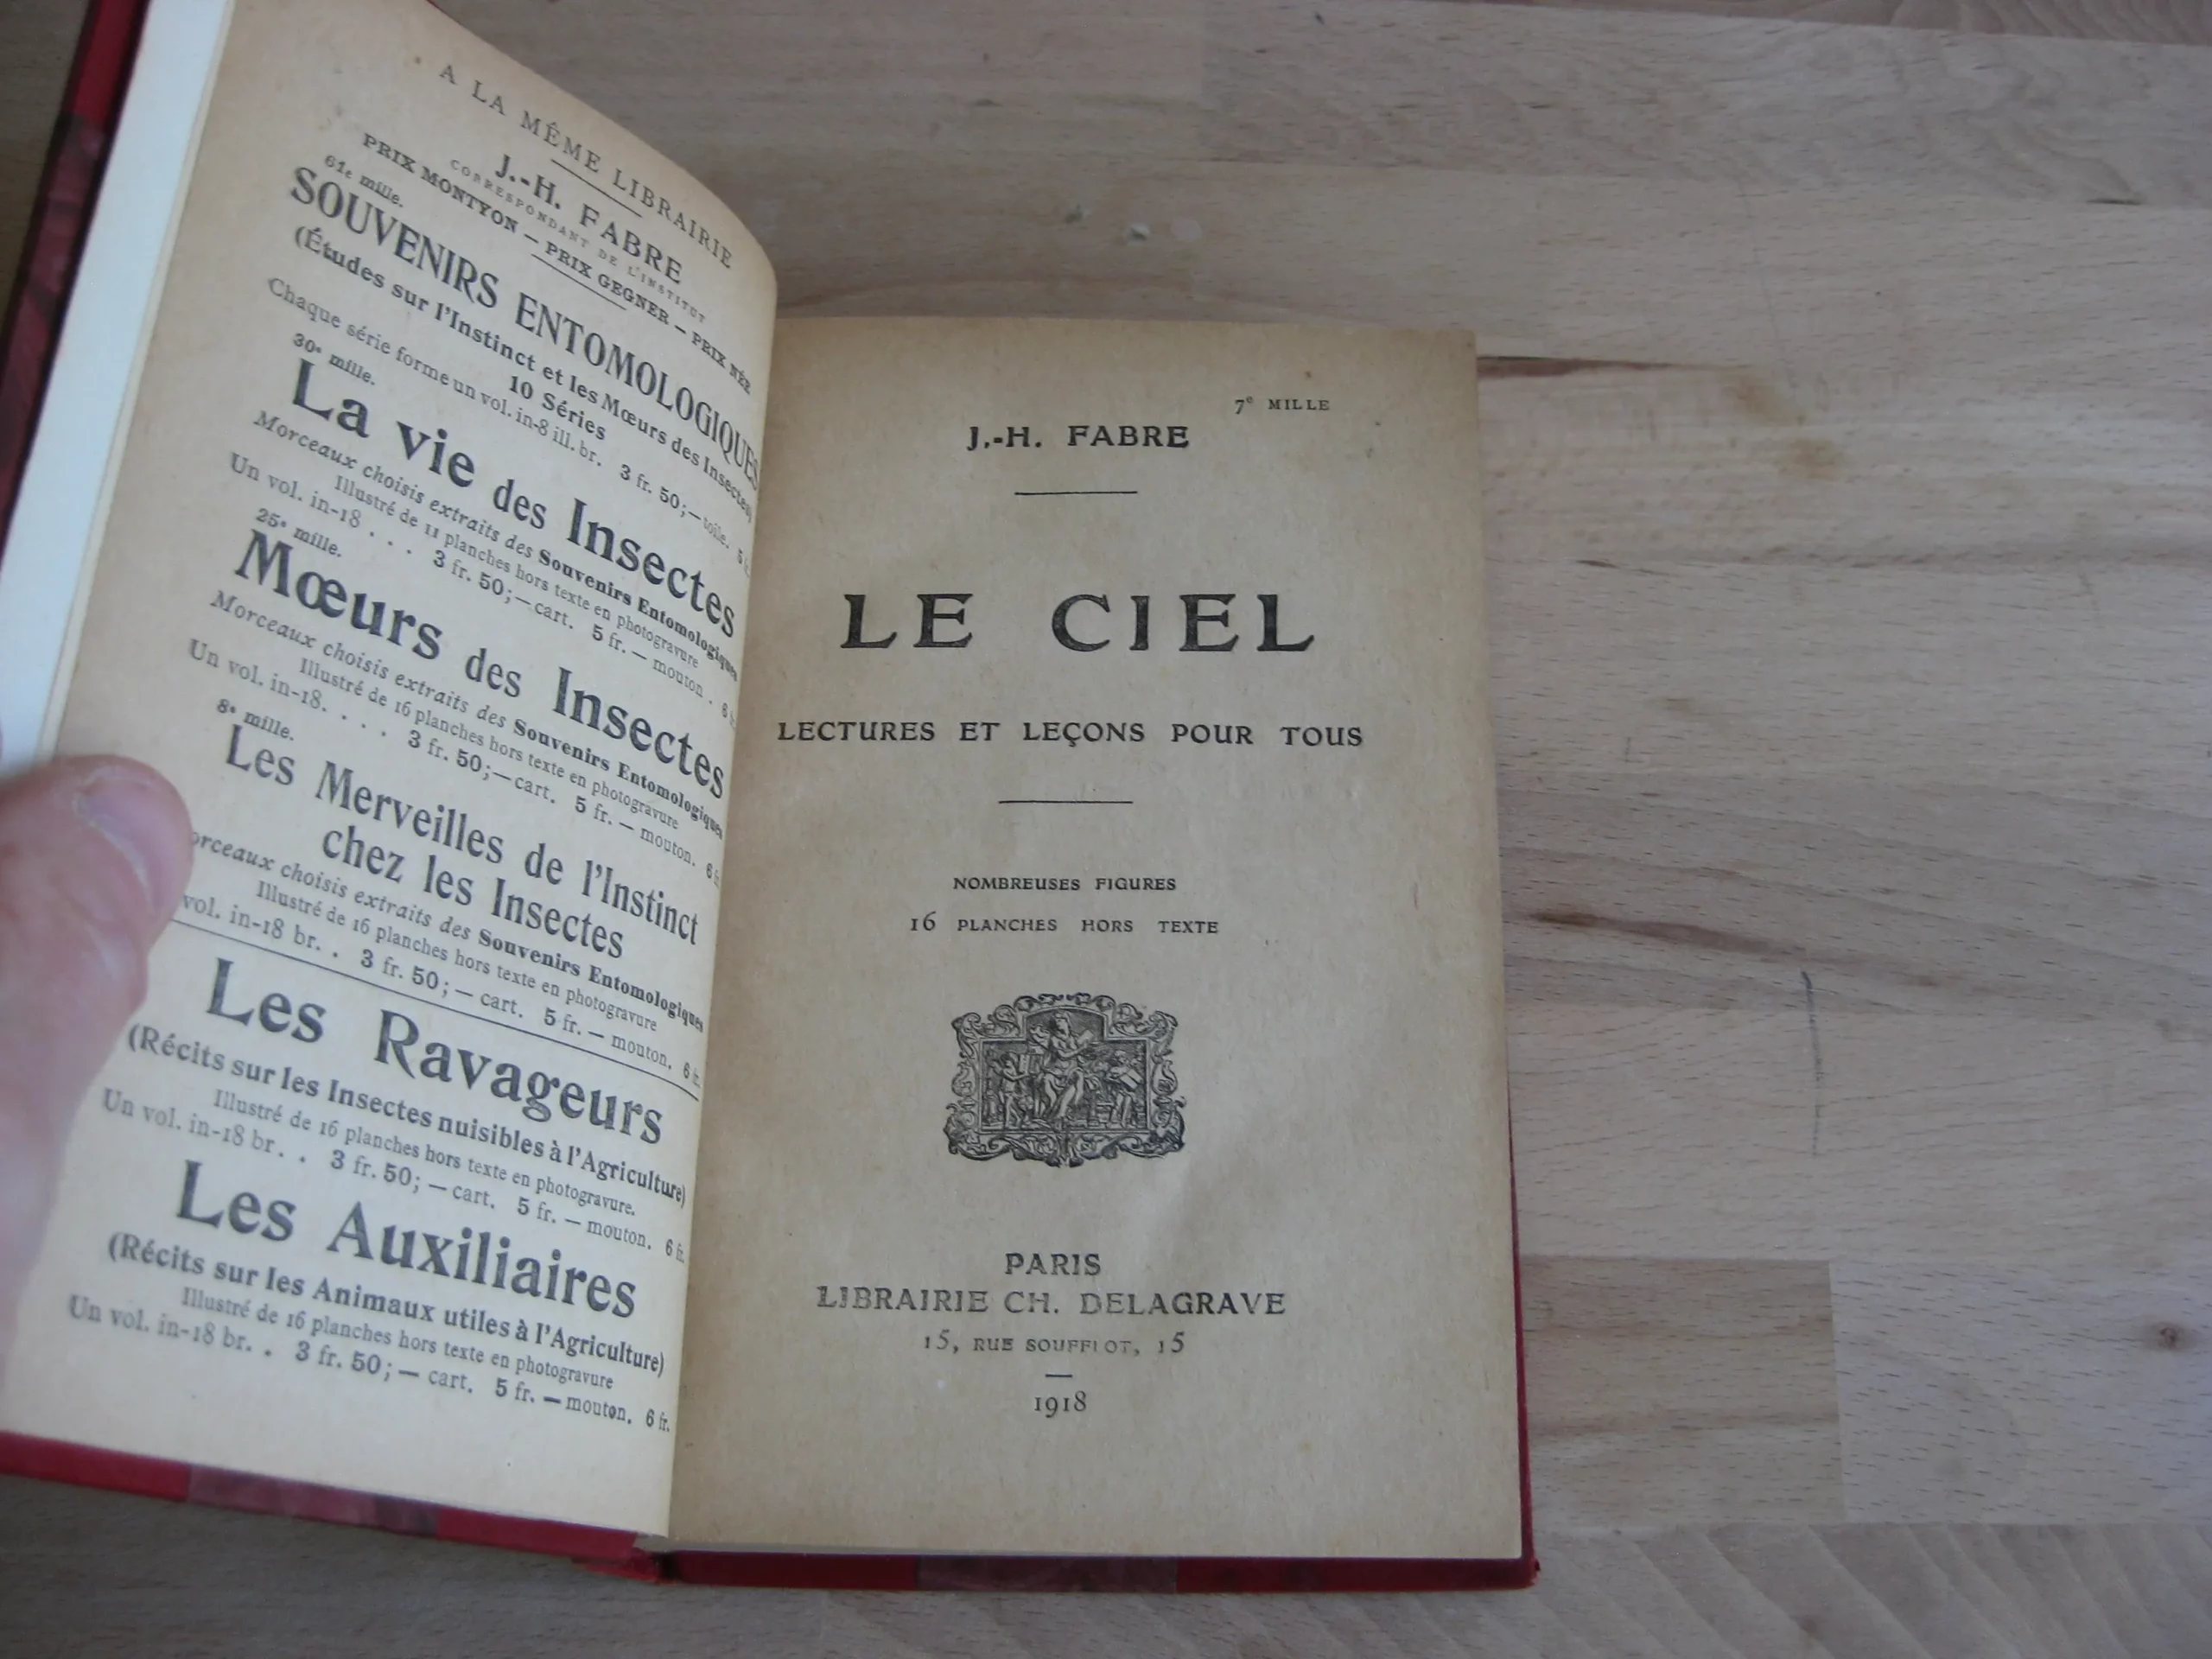 A LA MÊME LIBRAIRIE
J.-H. FABRE
CORRESPONDANT DE L'INSTITUT
PRIX MONTYON — PRIX GEGNER — PRIX NÉE
61e mille.
SOUVENIRS ENTOMOLOGIQUES
(Études sur l'Instinct et les Mœurs des Insectes)
10 Séries
Chaque série forme un vol. in-8 ill. br. 3 fr. 50; — toile. 5
30e mille.
La vie des Insectes
Morceaux choisis extraits des Souvenirs Entomologiques
Illustré de 11 planches hors texte en photogravure
Un vol. in-18 . . . 3 fr. 50; — cart. 5 fr. — mouton . 6 fr.
25e mille.
Mœurs des Insectes
Morceaux choisis extraits des Souvenirs Entomologiques
Illustré de 16 planches hors texte en photogravure
Un vol. in-18. . . . 3 fr. 50; — cart. 5 fr. — mouton. 6 fr.
8e mille.
Les Merveilles de l'Instinct
chez les Insectes
orceaux choisis extraits des Souvenirs Entomologiques
Illustré de 16 planches hors texte en photogravure
vol. in-18 br. . 3 fr. 50; — cart. 5 fr. — mouton. 6 fr.
Les Ravageurs
(Récits sur les Insectes nuisibles à l'Agriculture)
Illustré de 16 planches hors texte en photogravure.
Un vol. in-18 br. . 3 fr. 50; — cart. 5 fr. — mouton. 6 fr.
Les Auxiliaires
(Récits sur les Animaux utiles à l'Agriculture)
Illustré de 16 planches hors texte en photogravure
Un vol. in-18 br. . 3 fr. 50; — cart. 5 fr. — mouton. 6 fr.
7e MILLE
J.-H. FABRE
LE CIEL
LECTURES ET LEÇONS POUR TOUS
NOMBREUSES FIGURES
16 PLANCHES HORS TEXTE
PARIS
LIBRAIRIE CH. DELAGRAVE
15, RUE SOUFFLOT, 15
1918